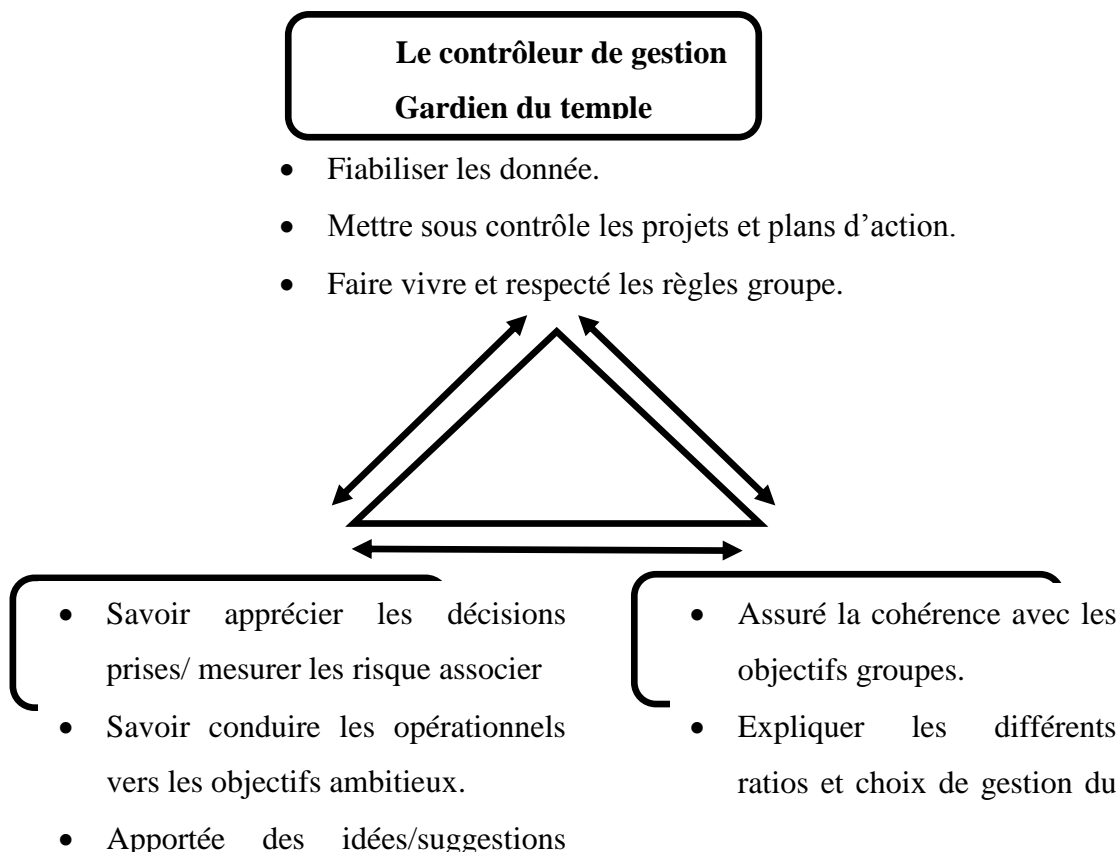 Le contrôleur de gestion
Gardien du temple
• Fiabiliser les donnée.
• Mettre sous contrôle les projets et plans d’action.
• Faire vivre et respecté les règles groupe.
• Savoir apprécier les décisions
prises/ mesurer les risque associer
• Savoir conduire les opérationnels
vers les objectifs ambitieux.
• Apportée des idées/suggestions
• Assuré la cohérence avec les
objectifs groupes.
• Expliquer les différents
ratios et choix de gestion du